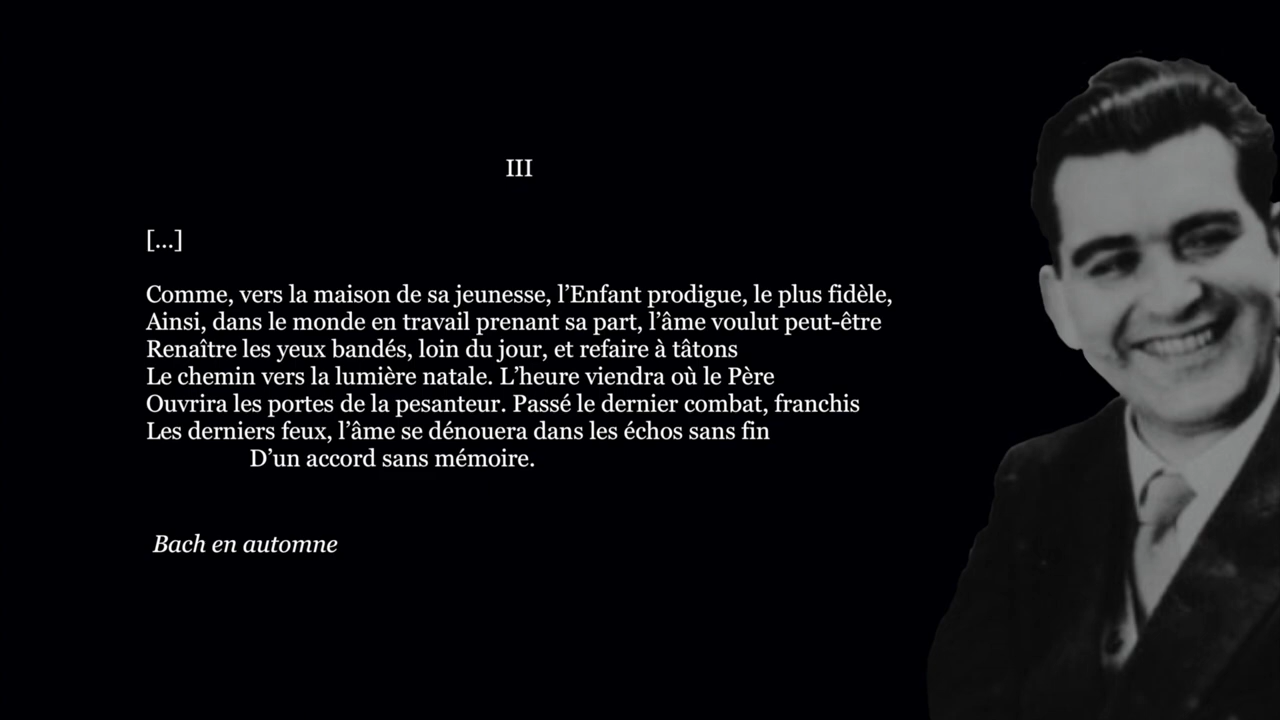 III
[...]
Comme, vers la maison de sa jeunesse, l’Enfant prodigue, le plus fidèle,
Ainsi, dans le monde en travail prenant sa part, l’âme voulut peut-être
Renaître les yeux bandés, loin du jour, et refaire à tâtons
Le chemin vers la lumière natale. L’heure viendra où le Père
Ouvrira les portes de la pesanteur. Passé le dernier combat, franchis
Les derniers feux, l’âme se dénouera dans les échos sans fin
D’un accord sans mémoire.
Bach en automne